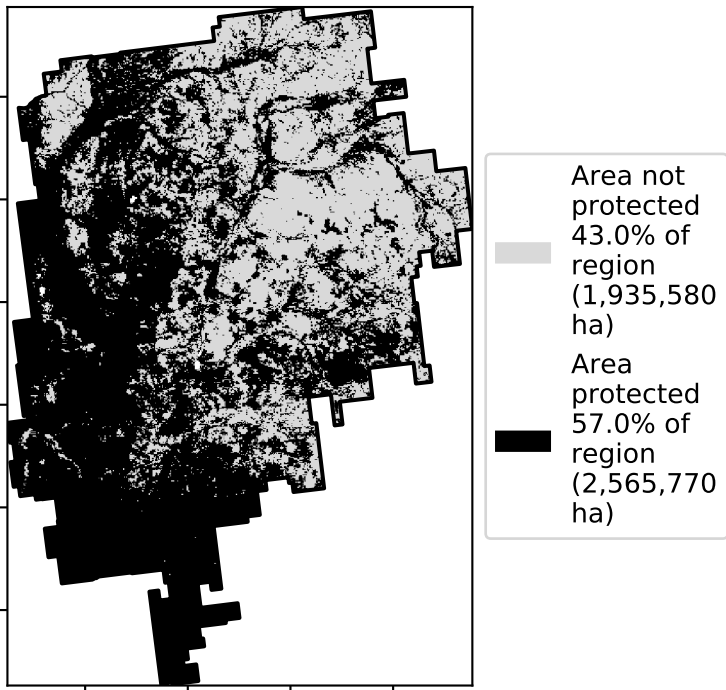 Area not
protected
43.0% of
region
(1,935,580
ha)
Area
protected
57.0% of
region
(2,565,770
ha)